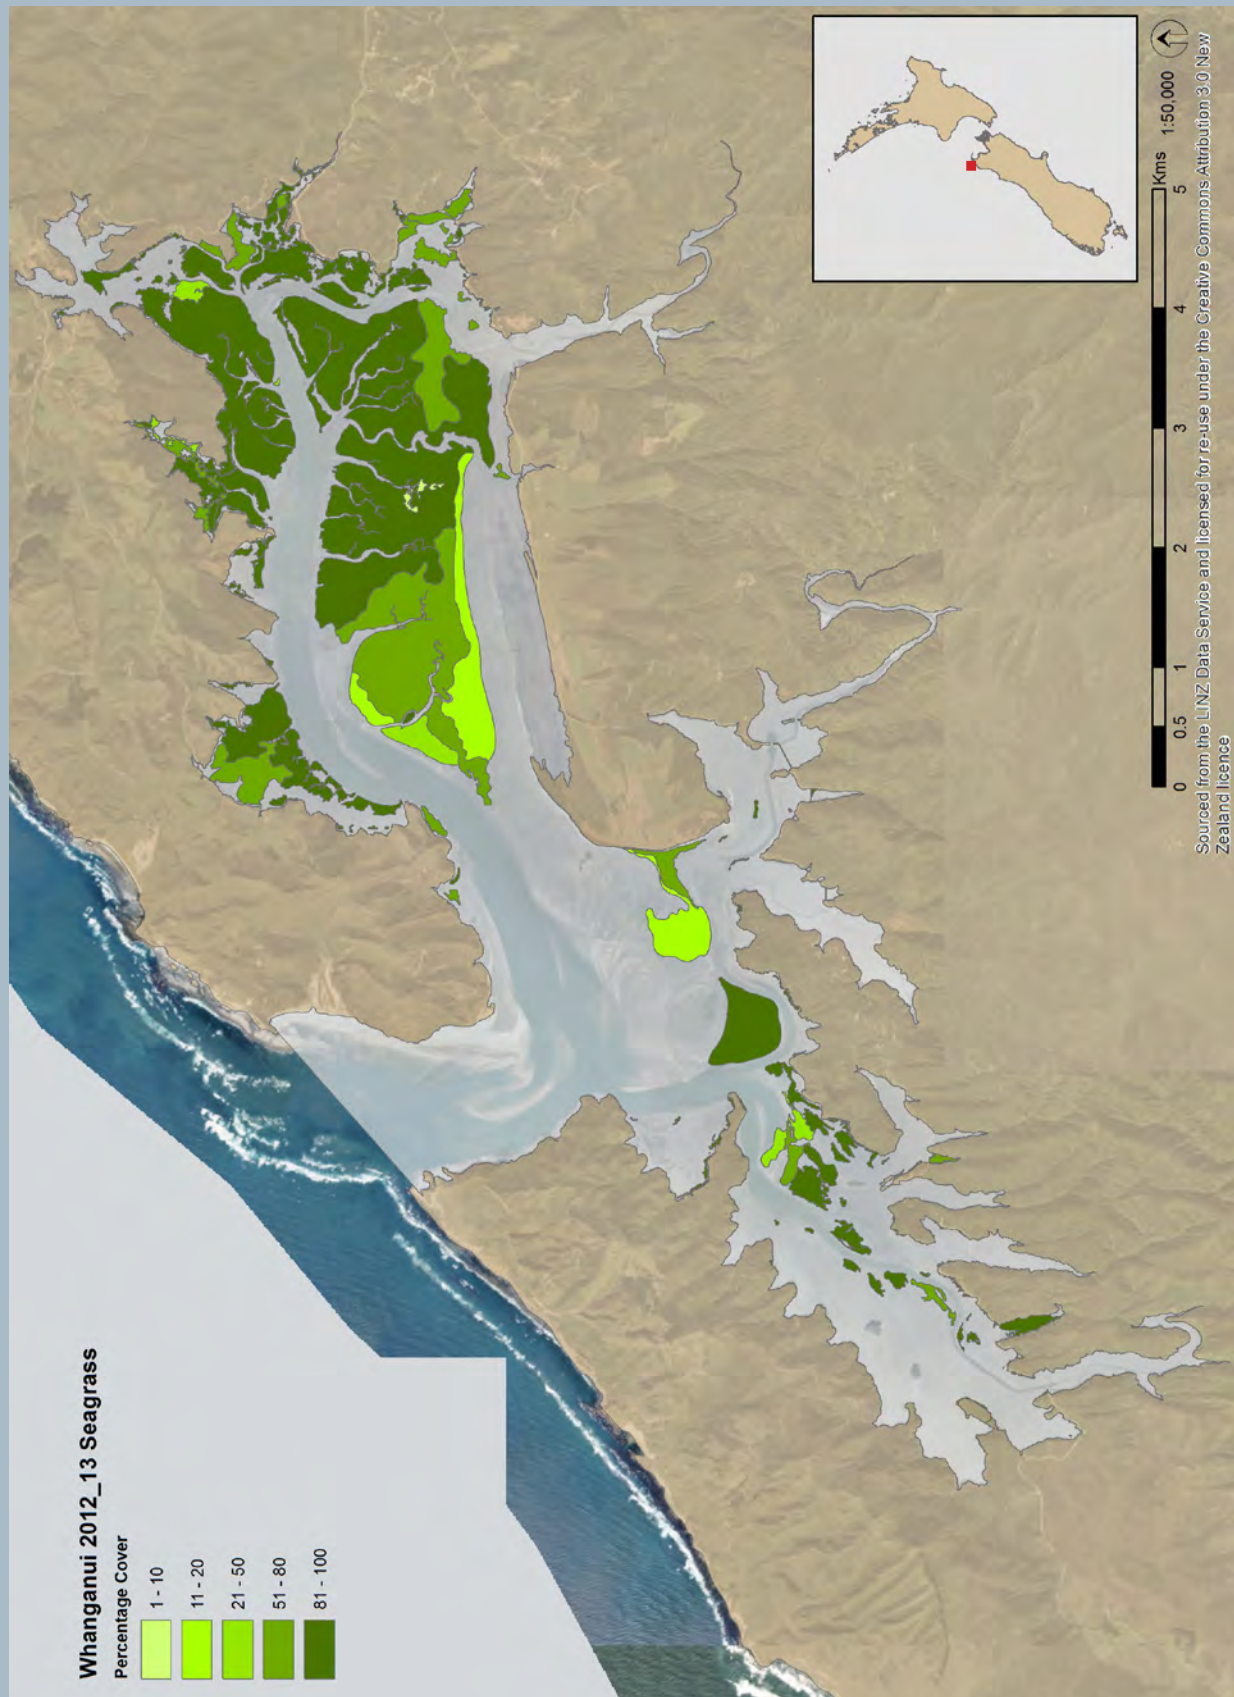 Whanganui 2012_13 Seagrass
Percentage Cover
1 - 10
11 - 20
21 - 50
51 - 80
81 - 100
0 0.5 1 2 3 4 5
Kms
1:50,000
Sourced from the LINZ Data Service and licensed for re-use under the Creative Commons Attribution 3.0 New
Zealand licence